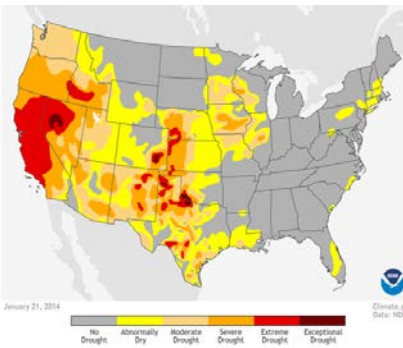 January 21, 2014
Climate.g
Data: ND
No Drought
Abnormally Dry
Moderate Drought
Severe Drought
Extreme Drought
Exceptional Drought